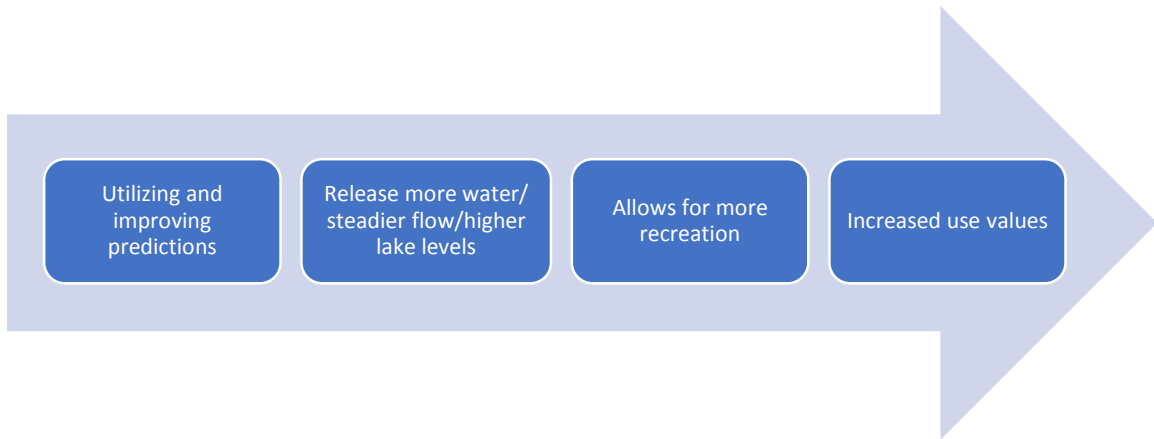 Utilizing and
improving
predictions
Release more water/
steadier flow/higher
lake levels
Allows for more
recreation
Increased use values